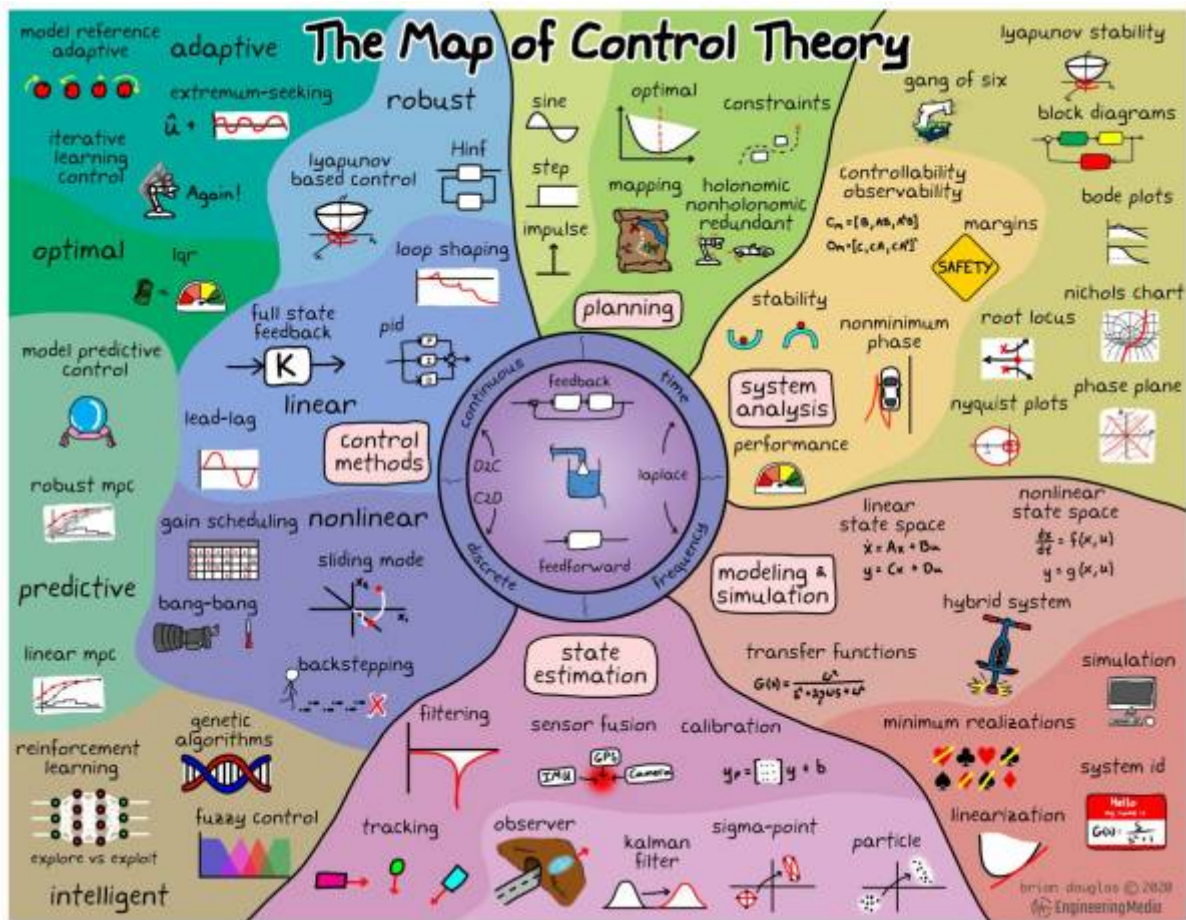 The Map of Control Theory
model reference
adaptive
adaptive
extremum-seeking
û +
iterative
learning
control
Again!
robust
lyapunov
based control
Hinf
optimal
lqr
loop shaping
full state
feedback
K
pid
linear
lead-lag
control
methods
model predictive
control
robust mpc
predictive
linear mpc
gain scheduling
nonlinear
sliding mode
bang-bang
backstepping
X
reinforcement
learning
explore vs exploit
genetic
algorithms
fuzzy control
intelligent
sine
step
impulse
optimal
constraints
mapping
holonomic
nonholonomic
redundant
planning
continuous
time
discrete
frequency
feedback
D2C
C2D
laplace
feedforward
gang of six
lyapunov stability
block diagrams
controllability
observability
margins
SAFETY
bode plots
stability
nonminimum
phase
root locus
nichols chart
system
analysis
nyquist plots
phase plane
performance
linear
state space
ẋ = Ax + Bu
y = Cx + Du
nonlinear
state space
dx/dt = f(x, u)
y = g(x, u)
modeling &
simulation
hybrid system
transfer functions
simulation
minimum realizations
system id
Hello
linearization
state
estimation
filtering
sensor fusion
IMU
GPS
Camera
calibration
tracking
observer
kalman
filter
sigma-point
particle
brian douglas © 2020
EngineeringMedia